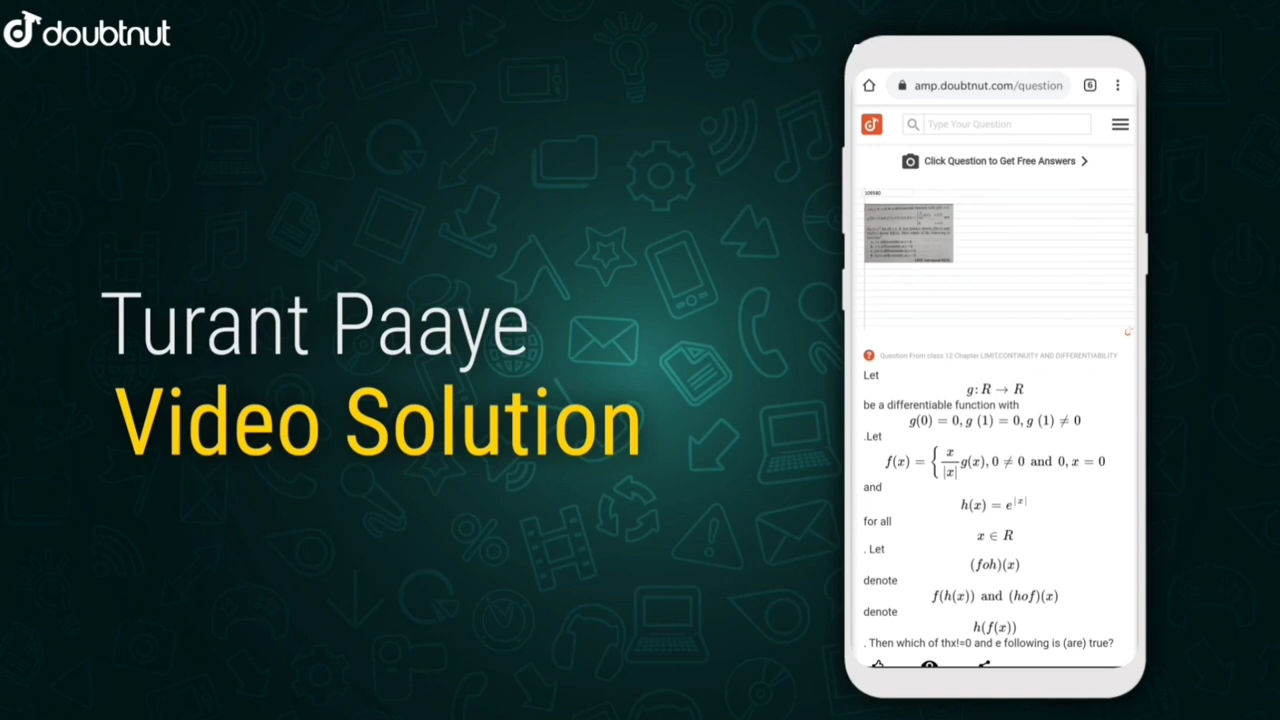 doubtnut
Turant Paaye
Video Solution
amp.doubtnut.com/question
6
Type Your Question
Click Question to Get Free Answers
109580
Question From class 12 Chapter LIMIT,CONTINUITY AND DIFFERENTIABILITY
Let
g: R → R
be a differentiable function with
g(0) = 0, g (1) = 0, g (1) ≠ 0
.Let
f(x) = { x/|x| g(x), 0 ≠ 0 and 0, x = 0
and
h(x) = e^|x|
for all
x ∈ R
. Let
(foh)(x)
denote
f(h(x)) and (hof)(x)
denote
h(f(x))
. Then which of thx!=0 and e following is (are) true?